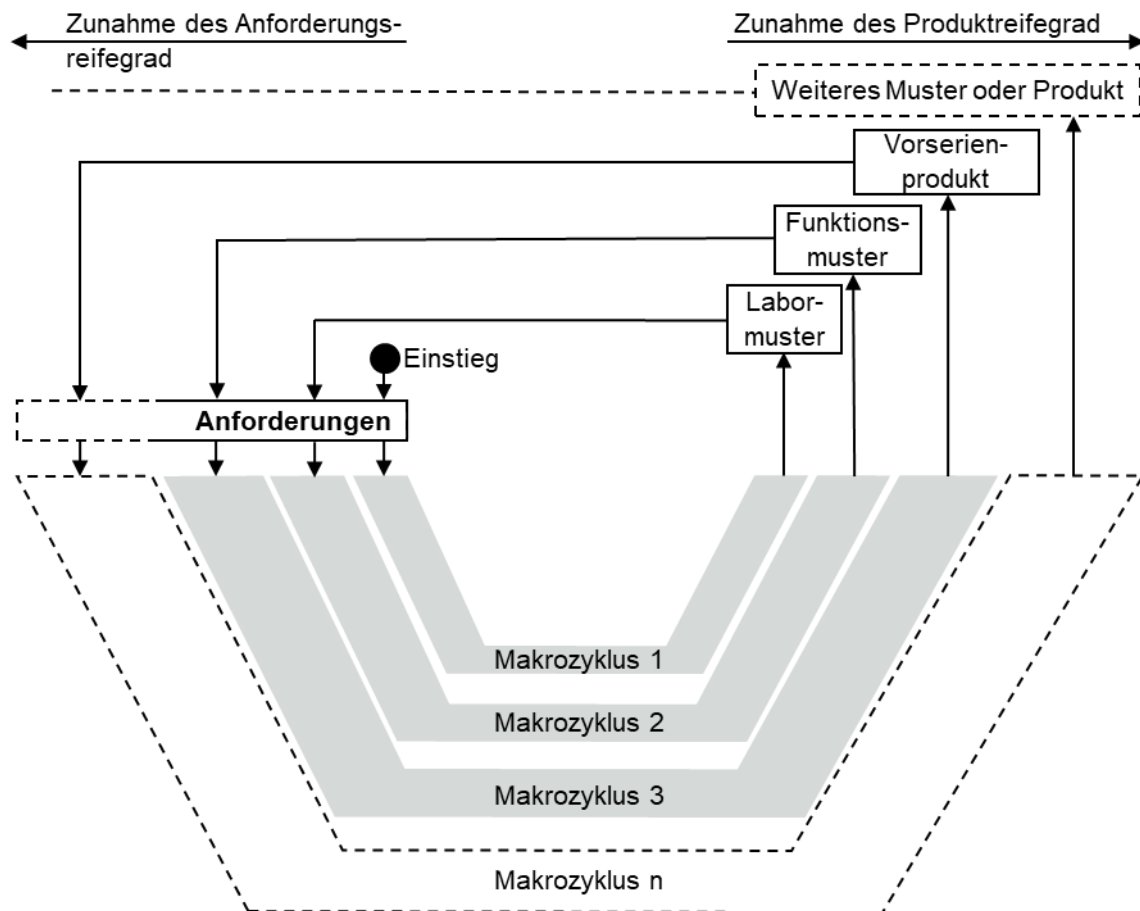 Zunahme des Anforderungs-
reifegrad
Zunahme des Produktreifegrad
Weiteres Muster oder Produkt
Vorserien-
produkt
Funktions-
muster
Labor-
muster
Einstieg
Anforderungen
Makrozyklus 1
Makrozyklus 2
Makrozyklus 3
Makrozyklus n